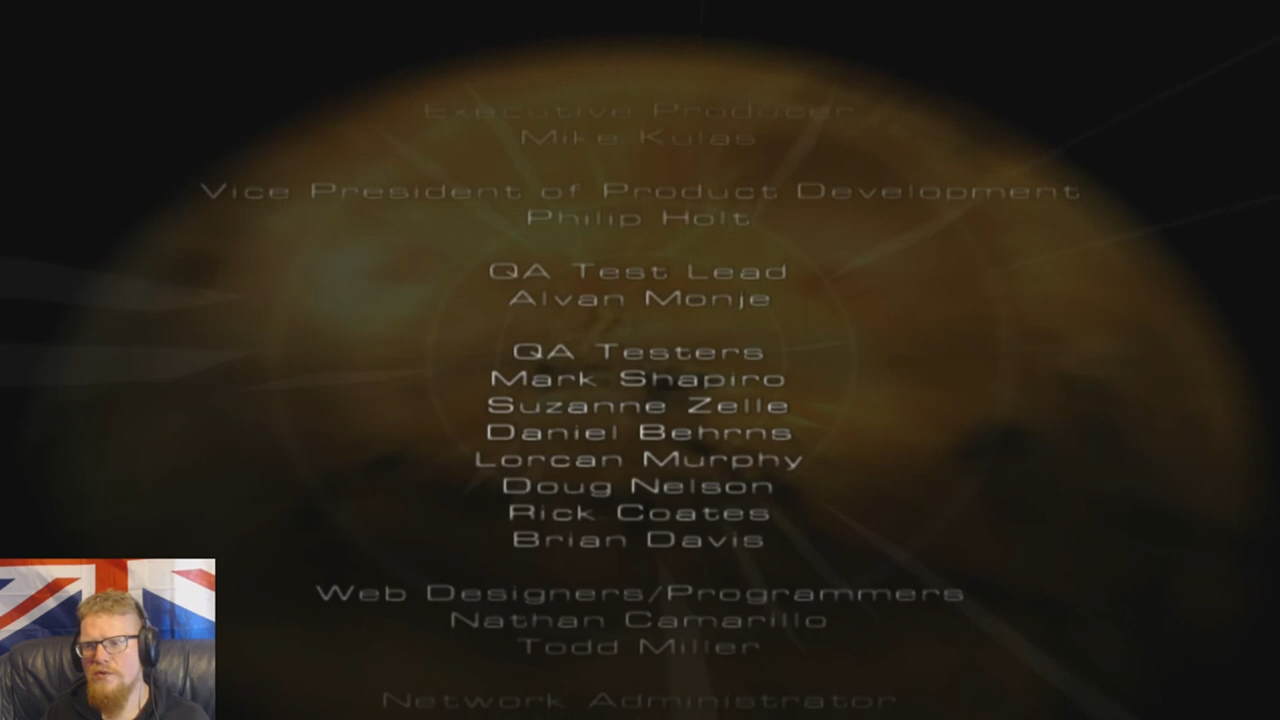 Executive Producer
Mike Kulas
Vice President of Product Development
Philip Holt
QA Test Lead
Alvan Monje
QA Testers
Mark Shapiro
Suzanne Zelle
Daniel Behrns
Lorcan Murphy
Doug Nelson
Rick Coates
Brian Davis
Web Designers/Programmers
Nathan Camarillo
Todd Miller
Network Administrator